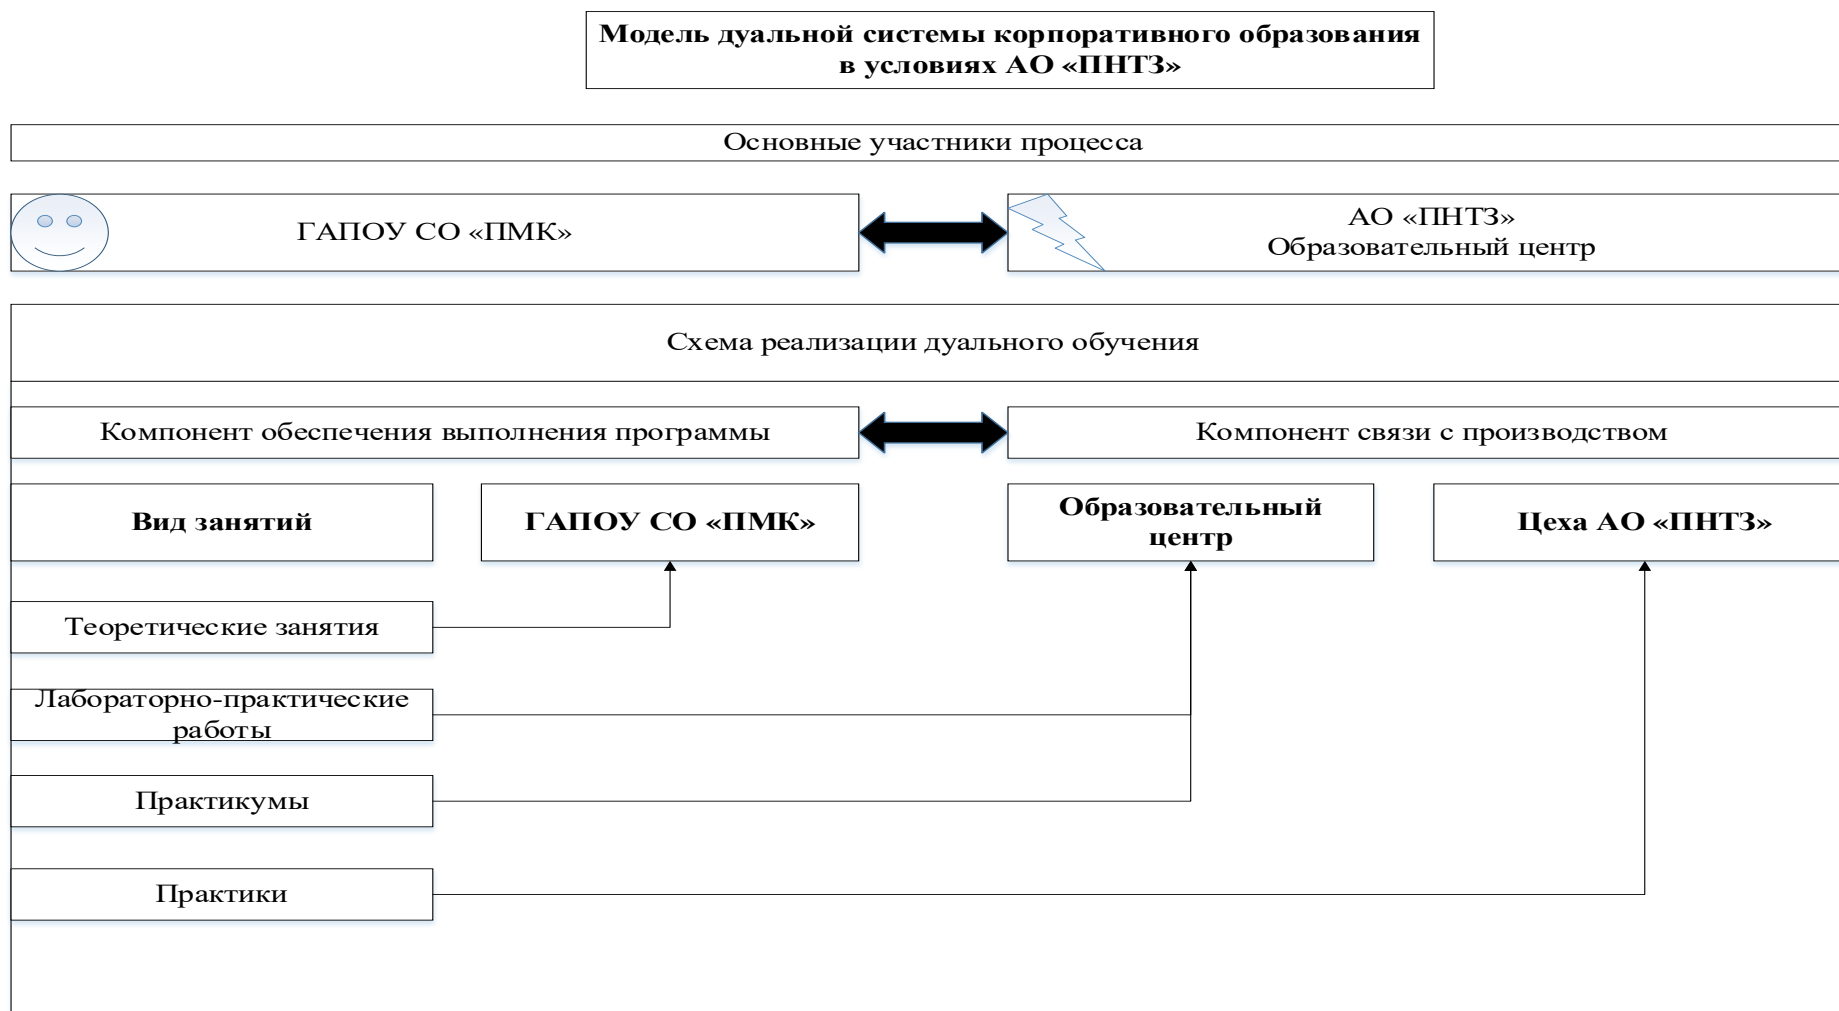 Модель дуальной системы корпоративного образования
в условиях АО «ПНТЗ»
Основные участники процесса
ГАПОУ СО «ПМК»
АО «ПНТЗ»
Образовательный центр
Схема реализации дуального обучения
Компонент обеспечения выполнения программы
Компонент связи с производством
Вид занятий
ГАПОУ СО «ПМК»
Образовательный
центр
Цеха АО «ПНТЗ»
Теоретические занятия
Лабораторно-практические
работы
Практикумы
Практики